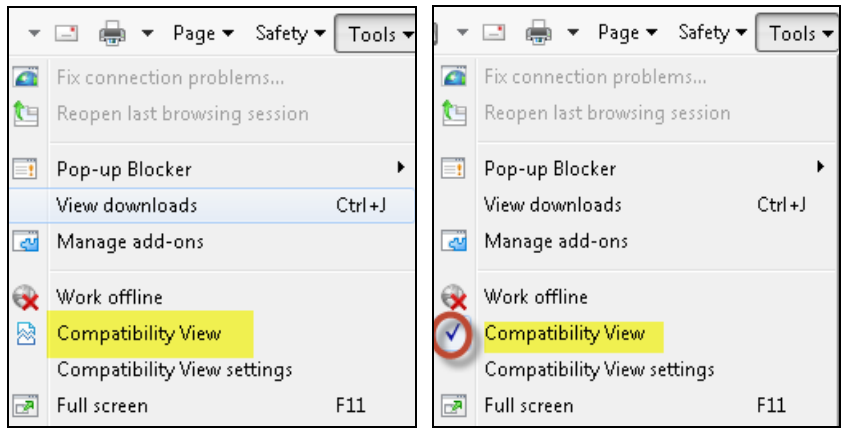 Page Safety Tools
Fix connection problems...
Reopen last browsing session
Pop-up Blocker
View downloads Ctrl+J
Manage add-ons
Work offline
Compatibility View
Compatibility View settings
Full screen F11
Page Safety Tools
Fix connection problems...
Reopen last browsing session
Pop-up Blocker
View downloads Ctrl+J
Manage add-ons
Work offline
Compatibility View
Compatibility View settings
Full screen F11